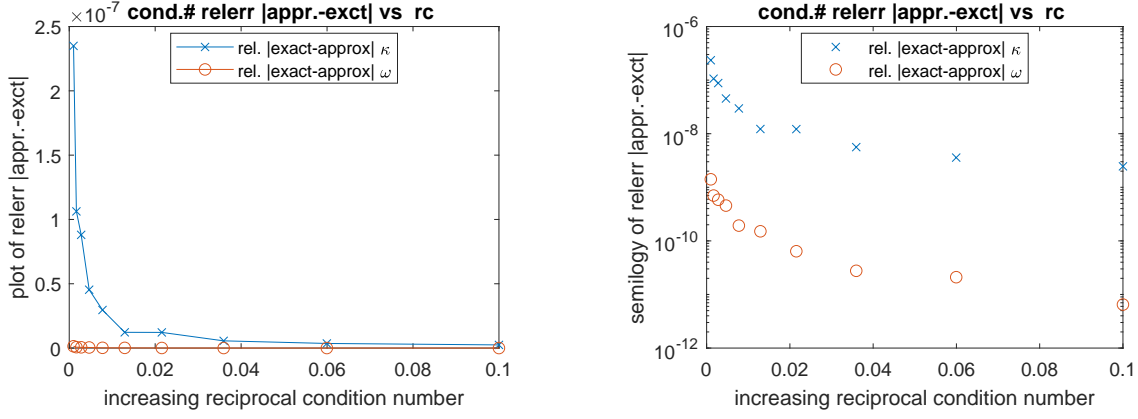 cond.# relerr |appr.-exct| vs rc
×10⁻⁷
2.5
2
1.5
1
0.5
0
0
0.02
0.04
0.06
0.08
0.1
plot of relerr |appr.-exct|
increasing reciprocal condition number
rel. |exact-approx| κ
rel. |exact-approx| ω
cond.# relerr |appr.-exct| vs rc
10⁻⁶
10⁻⁸
10⁻¹⁰
10⁻¹²
0
0.02
0.04
0.06
0.08
0.1
semilogy of relerr |appr.-exct|
increasing reciprocal condition number
rel. |exact-approx| κ
rel. |exact-approx| ω